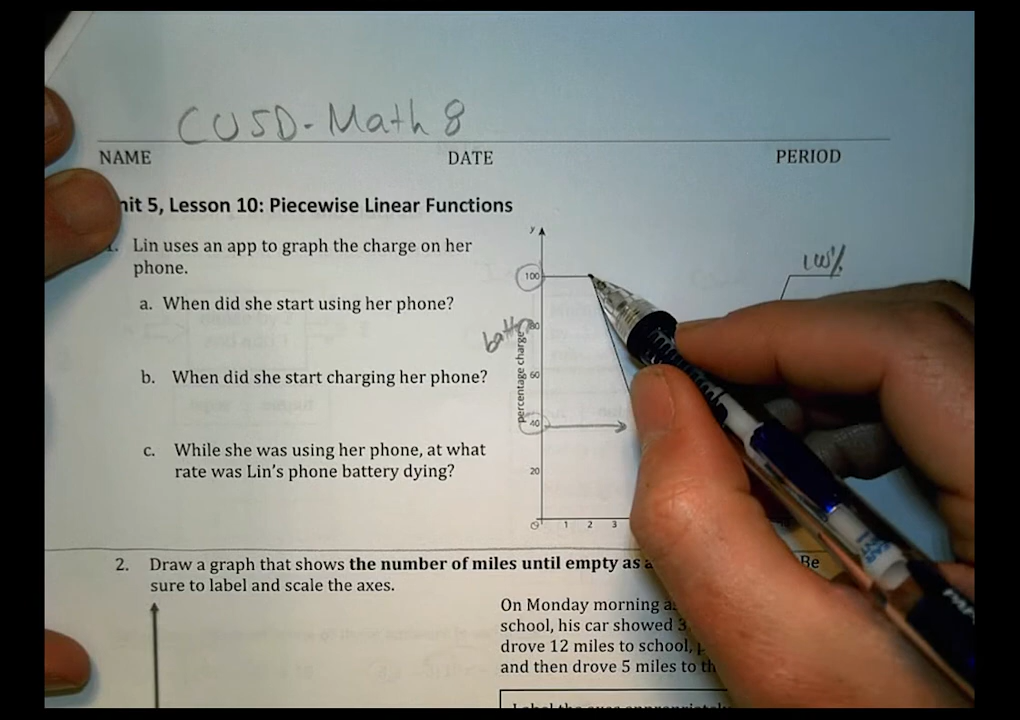 CUSD-Math 8
NAME DATE PERIOD
nit 5, Lesson 10: Piecewise Linear Functions
1. Lin uses an app to graph the charge on her
phone.
a. When did she start using her phone?
b. When did she start charging her phone?
c. While she was using her phone, at what
rate was Lin's phone battery dying?
y
100
80
60
40
20
percentage charge
100%
1 2 3
2. Draw a graph that shows the number of miles until empty as a Be
sure to label and scale the axes.
On Monday morning
school, his car showed 3
drove 12 miles to school,
and then drove 5 miles to